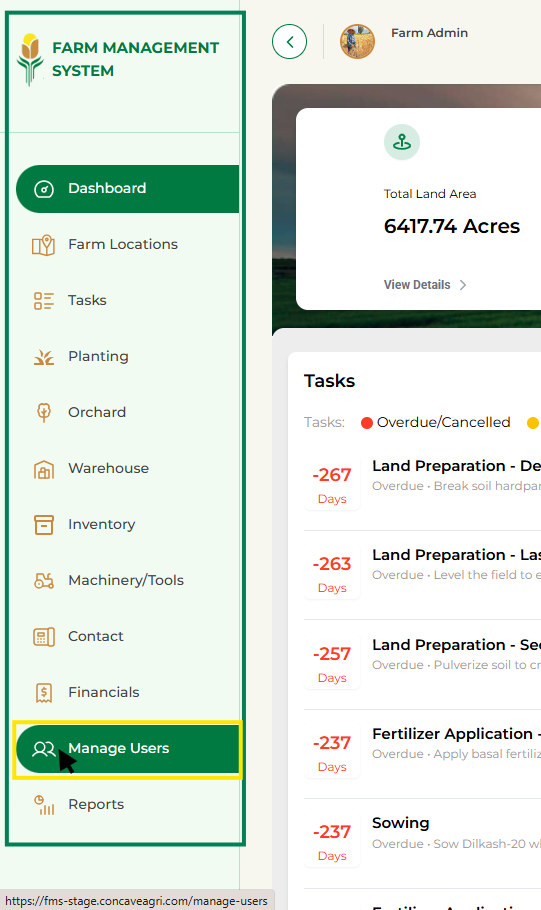 FARM MANAGEMENT
SYSTEM
Dashboard
Farm Locations
Tasks
Planting
Orchard
Warehouse
Inventory
Machinery/Tools
Contact
Financials
Manage Users
Reports
https://fms-stage.concaveagri.com/manage-users
Farm Admin
Total Land Area
6417.74 Acres
View Details
Tasks
Tasks: Overdue/Cancelled
-267 Days
Land Preparation - De
Overdue • Break soil hardpa
-263 Days
Land Preparation - Las
Overdue • Level the field to e
-257 Days
Land Preparation - Sec
Overdue • Pulverize soil to cr
-237 Days
Fertilizer Application -
Overdue • Apply basal fertiliz
-237 Days
Sowing
Overdue • Sow Dilkash-20 w